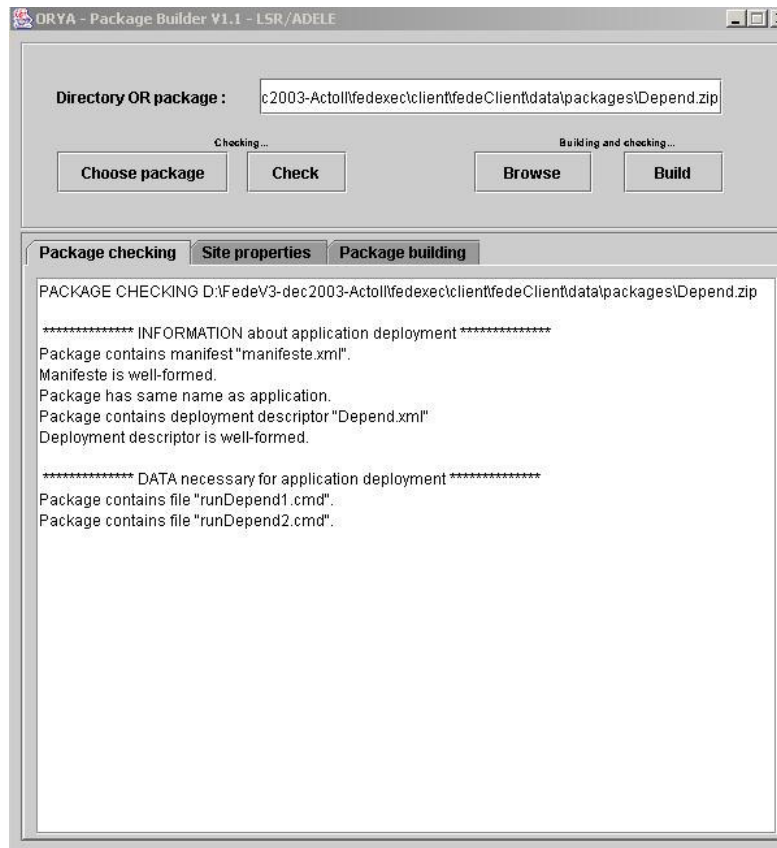 ORYA - Package Builder V1.1 - LSR/ADELE
Directory OR package :
c2003-Actoll\fedexec\client\fedeClient\data\packages\Depend.zip
Checking...
Building and checking...
Choose package
Check
Browse
Build
Package checking
Site properties
Package building
PACKAGE CHECKING D:\FedeV3-dec2003-Actoll\fedexec\client\fedeClient\data\packages\Depend.zip
************** INFORMATION about application deployment **************
Package contains manifest "manifeste.xml".
Manifeste is well-formed.
Package has same name as application.
Package contains deployment descriptor "Depend.xml"
Deployment descriptor is well-formed.
************** DATA necessary for application deployment **************
Package contains file "runDepend1.cmd".
Package contains file "runDepend2.cmd".